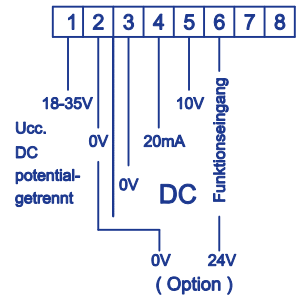 1 2 3 4 5 6 7 8
18-35V
10V
Ucc.
DC
potential-
getrennt
0V
20mA
0V
DC
Funktionseingang
0V
24V
( Option )